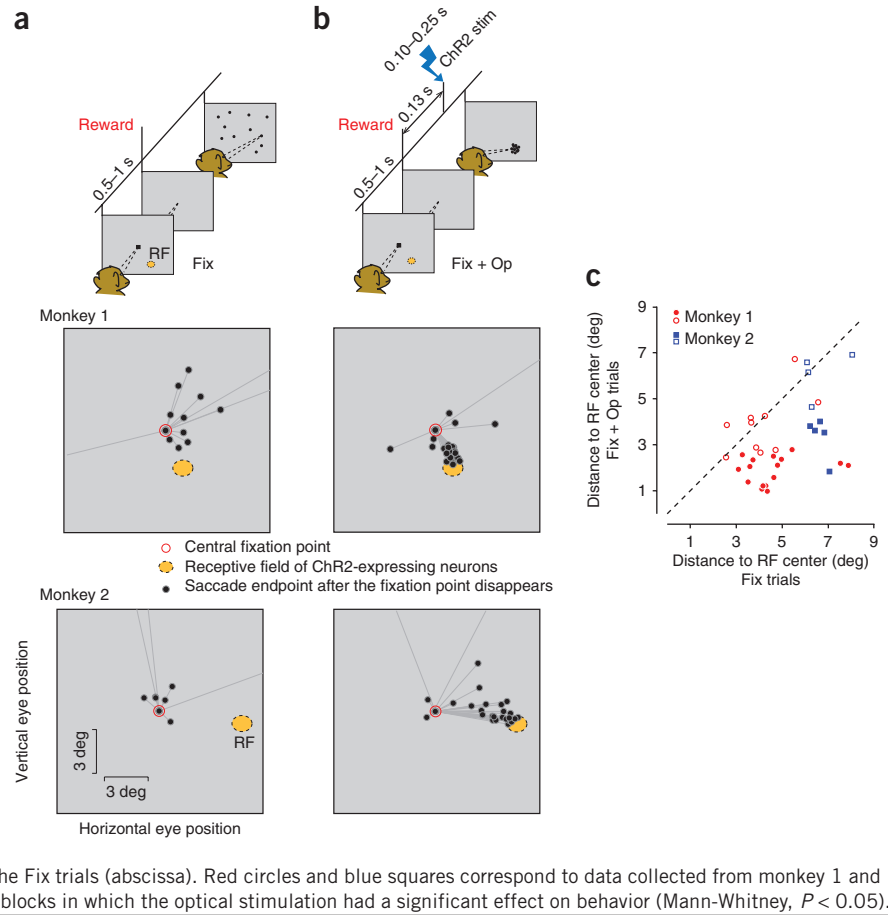 a
Reward
0.5–1 s
RF
Fix
b
0.10–0.25 s
ChR2 stim
0.13 s
Reward
0.5–1 s
Fix + Op
Monkey 1
Central fixation point
Receptive field of ChR2-expressing neurons
Saccade endpoint after the fixation point disappears
Monkey 2
RF
3 deg
3 deg
Vertical eye position
Horizontal eye position
c
Monkey 1
Monkey 2
9
7
5
3
1
Distance to RF center (deg)
Fix + Op trials
1 3 5 7 9
Distance to RF center (deg)
Fix trials
he Fix trials (abscissa). Red circles and blue squares correspond to data collected from monkey 1 and
blocks in which the optical stimulation had a significant effect on behavior (Mann-Whitney, P < 0.05).